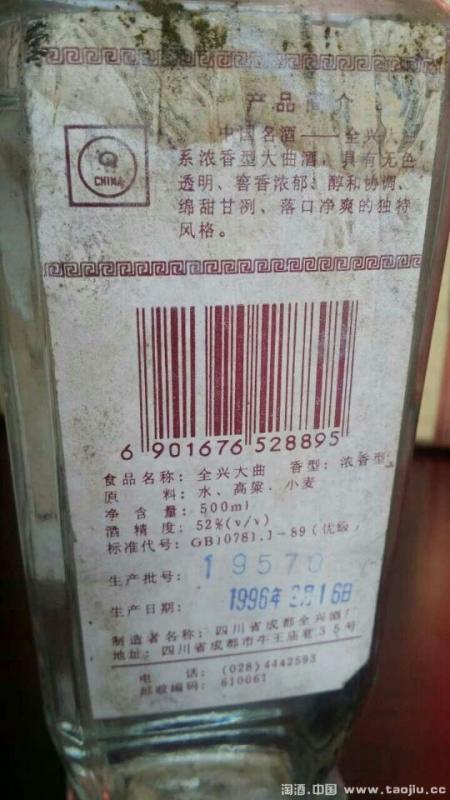 产品简介
CHINA
中国名酒——全兴大
系浓香型大曲酒，具有无色
透明、窖香浓郁、醇和协调、
绵甜甘冽、落口净爽的独特
风格。
6 901676 528895
食品名称：全兴大曲 香型：浓香型
原 料：水、高粱、小麦
净 含 量：500ml
酒 精 度：52%(v/v)
标准代号：GB10781.1-89（优级）
生产批号：19570
生产日期：1996年 月16日
制造者名称：四川省成都全兴酒厂
地址：四川省成都市牛王庙巷35号
电 话：(028)4442593
邮政编码：610061
淘酒.中国 www.taojiu.cc